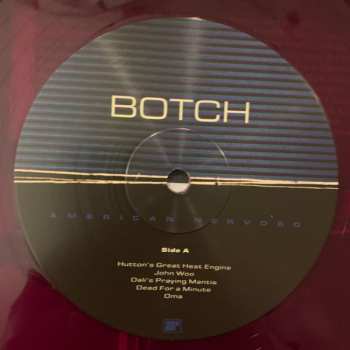 BOTCH
AMERICAN NERVOSO
Side A
Hutton's Great Heat Engine
John Woo
Dali's Praying Mantis
Dead For a Minute
Oma